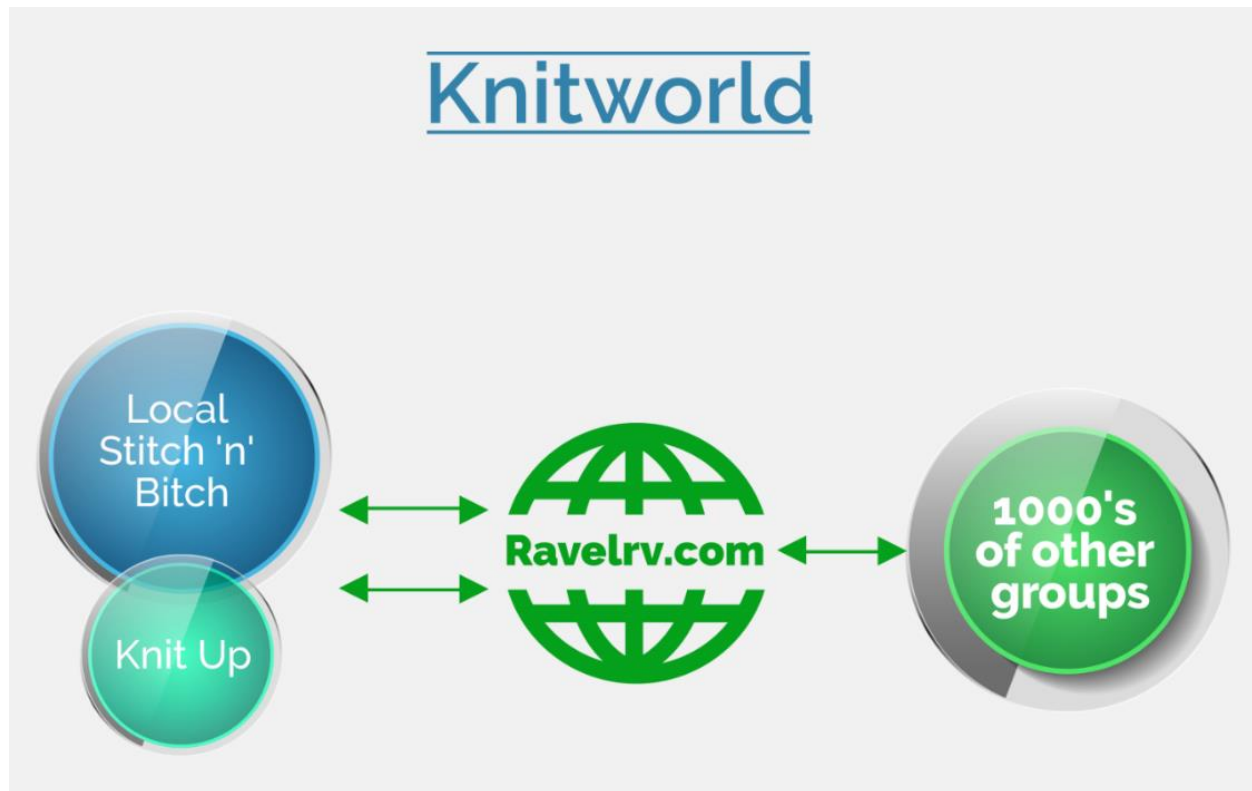 Knitworld
Local
Stitch 'n'
Bitch
Knit Up
Ravelrv.com
1000's
of other
groups